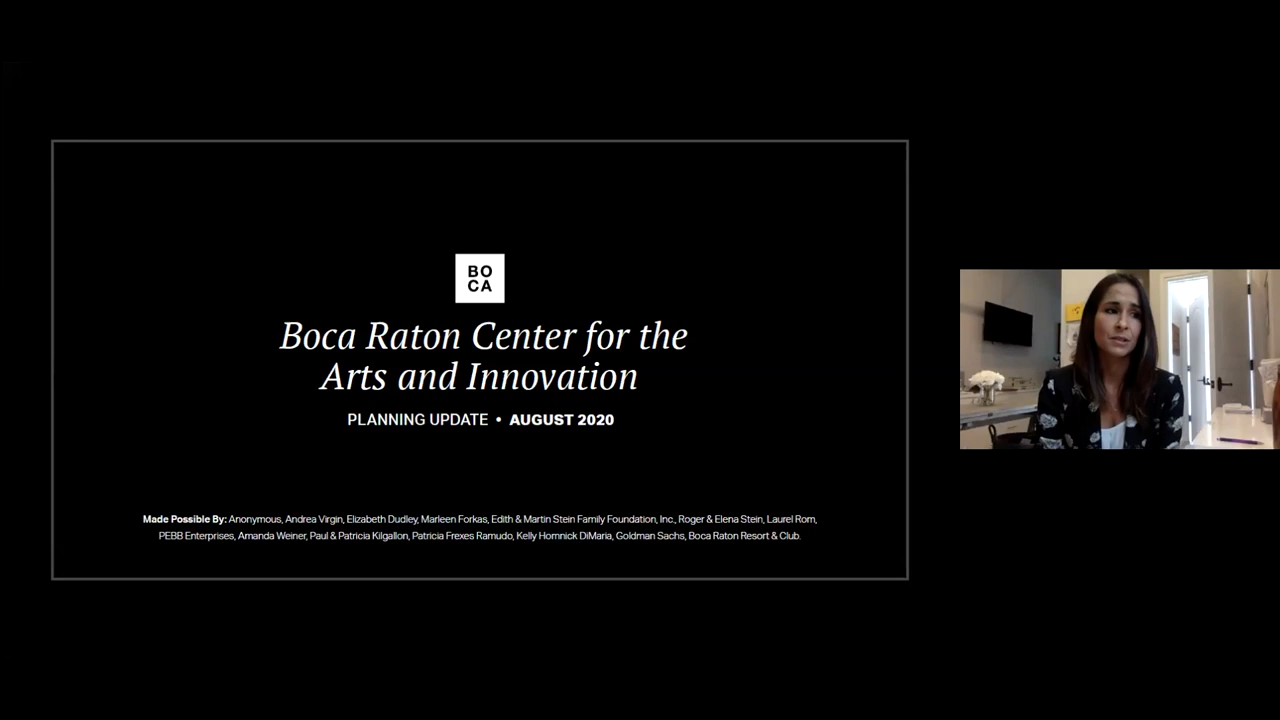 BO
CA
Boca Raton Center for the
Arts and Innovation
PLANNING UPDATE • AUGUST 2020
Made Possible By: Anonymous, Andrea Virgin, Elizabeth Dudley, Marleen Forkas, Edith & Martin Stein Family Foundation, Inc., Roger & Elena Stein, Laurel Rom,
PEBB Enterprises, Amanda Weiner, Paul & Patricia Kilgallon, Patricia Frexes Ramudo, Kelly Homnick DiMaria, Goldman Sachs, Boca Raton Resort & Club.